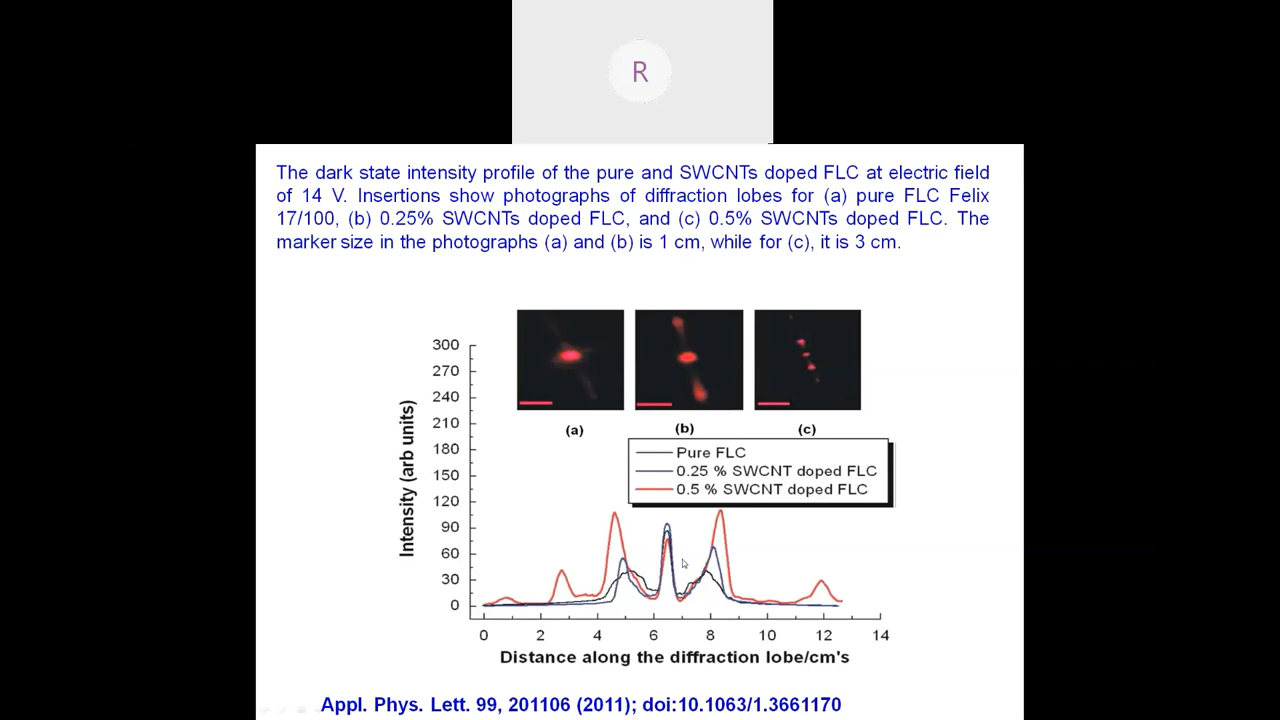 R
The dark state intensity profile of the pure and SWCNTs doped FLC at electric field
of 14 V. Insertions show photographs of diffraction lobes for (a) pure FLC Felix
17/100, (b) 0.25% SWCNTs doped FLC, and (c) 0.5% SWCNTs doped FLC. The
marker size in the photographs (a) and (b) is 1 cm, while for (c), it is 3 cm.
300
270
240
210
180
150
120
90
60
30
0
Intensity (arb units)
(a)
(b)
(c)
Pure FLC
0.25 % SWCNT doped FLC
0.5 % SWCNT doped FLC
0 2 4 6 8 10 12 14
Distance along the diffraction lobe/cm's
Appl. Phys. Lett. 99, 201106 (2011); doi:10.1063/1.3661170